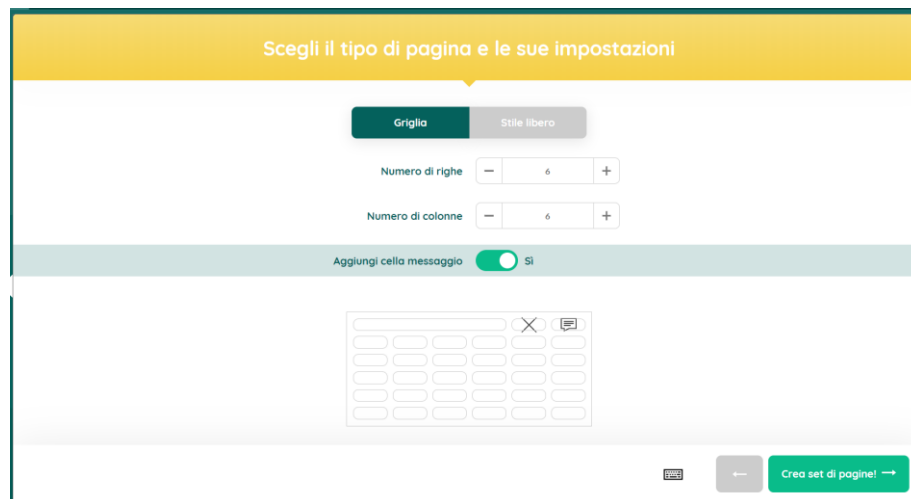 Scegli il tipo di pagina e le sue impostazioni
Griglia Stile libero
Numero di righe − 6 +
Numero di colonne − 6 +
Aggiungi cella messaggio Sì
← Crea set di pagine! →